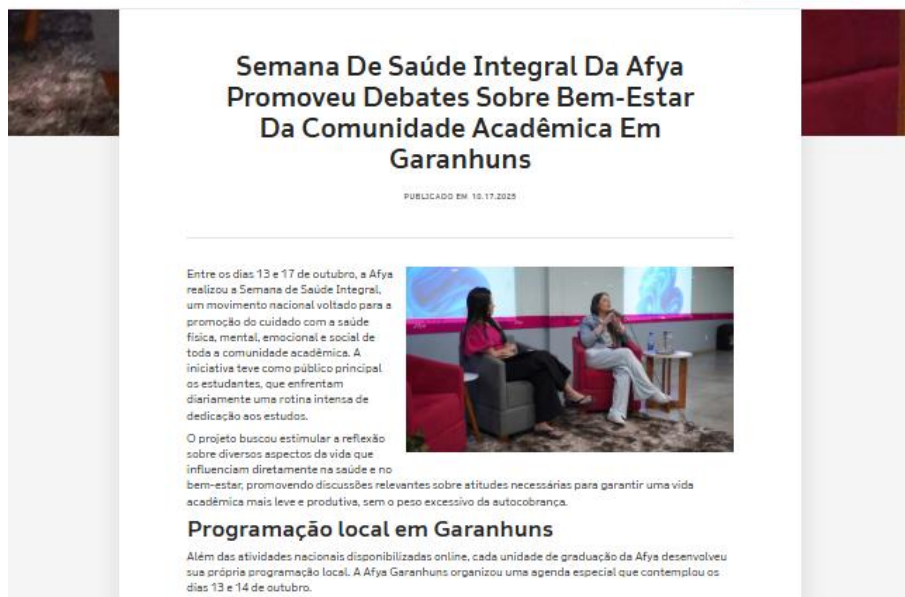 Semana De Saúde Integral Da Afya
Promoveu Debates Sobre Bem-Estar
Da Comunidade Acadêmica Em
Garanhuns
PUBLICADO EM 10.17.2025
Entre os dias 13 e 17 de outubro, a Afya
realizou a Semana de Saúde Integral,
um movimento nacional voltado para a
promoção do cuidado com a saúde
física, mental, emocional e social de
toda a comunidade acadêmica. A
iniciativa teve como público principal
os estudantes, que enfrentam
diariamente uma rotina intensa de
dedicação aos estudos.
O projeto buscou estimular a reflexão
sobre diversos aspectos da vida que
influenciam diretamente na saúde e no
bem-estar, promovendo discussões relevantes sobre atitudes necessárias para garantir uma vida
acadêmica mais leve e produtiva, sem o peso excessivo da autocobrança.
Programação local em Garanhuns
Além das atividades nacionais disponibilizadas online, cada unidade de graduação da Afya desenvolveu
sua própria programação local. A Afya Garanhuns organizou uma agenda especial que contemplou os
dias 13 e 14 de outubro.